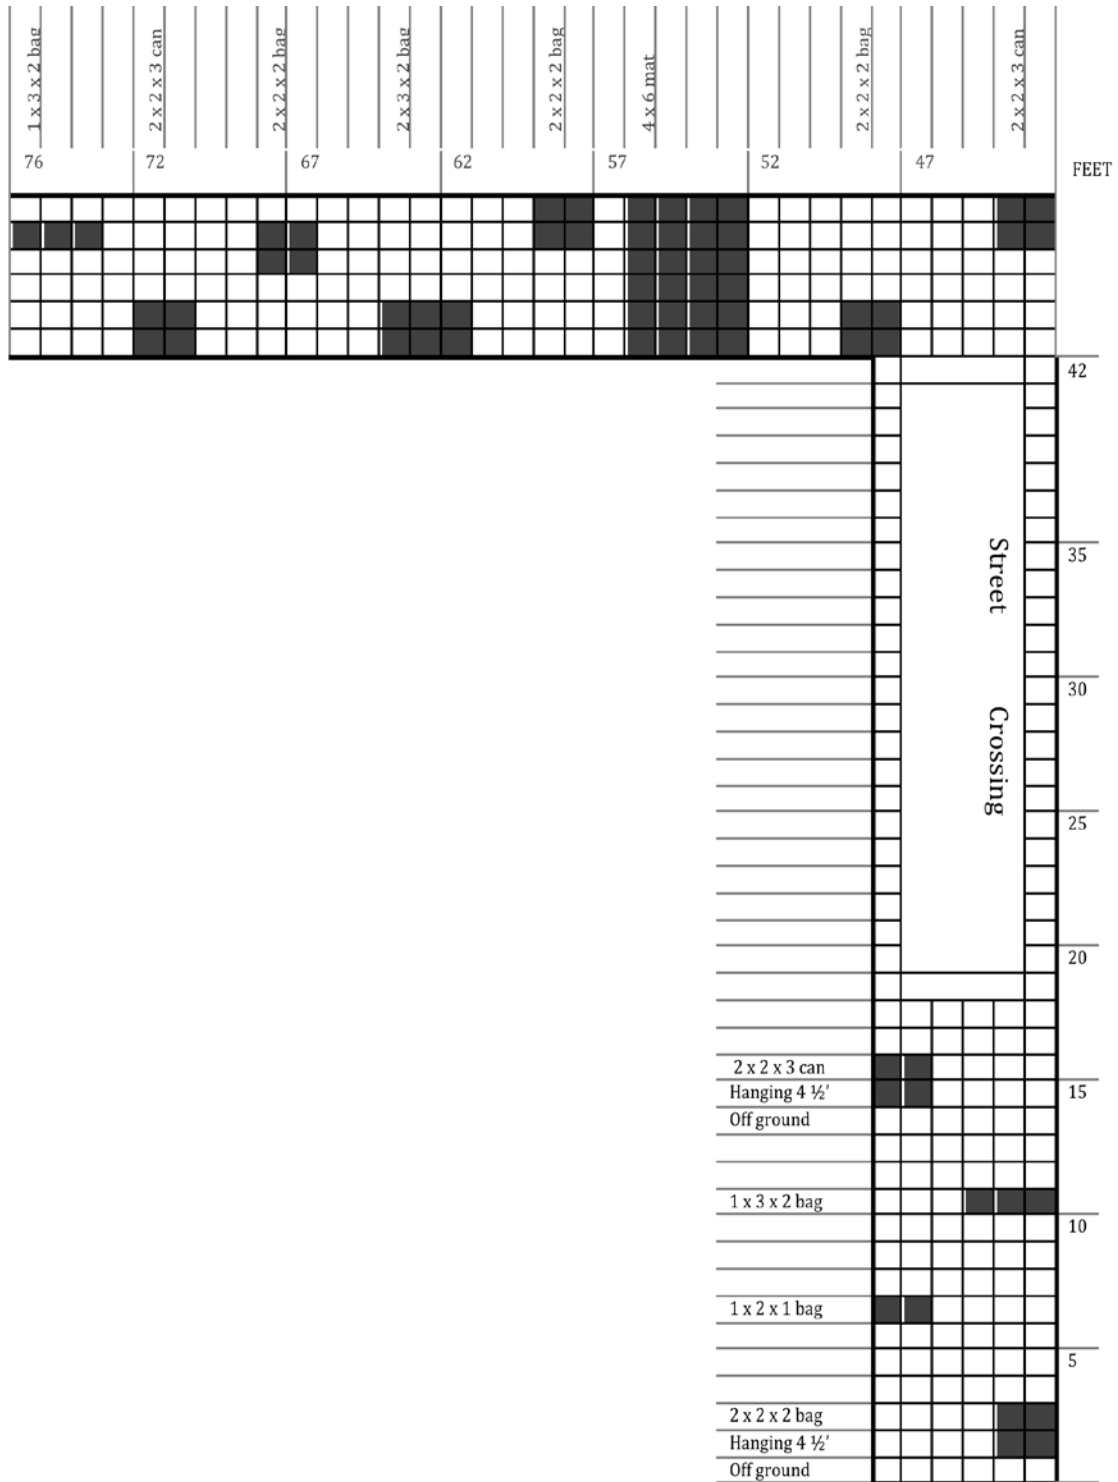 1 x 3 x 2 bag
2 x 2 x 3 can
2 x 2 x 2 bag
2 x 3 x 2 bag
2 x 2 x 2 bag
4 x 6 mat
2 x 2 x 2 bag
2 x 2 x 3 can
76
72
67
62
57
52
47
FEET
42
35
Street
30
Crossing
25
20
2 x 2 x 3 can
15
Hanging 4 ½'
Off ground
1 x 3 x 2 bag
10
1 x 2 x 1 bag
5
2 x 2 x 2 bag
Hanging 4 ½'
Off ground